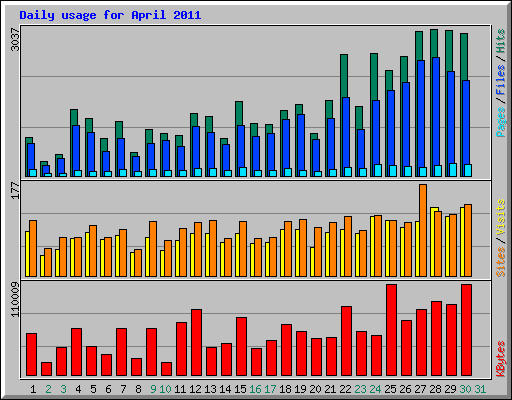 Daily usage for April 2011
3037
Pages / Files / Hits
177
Sites / Visits
110009
KBytes
1 2 3 4 5 6 7 8 9 10 11 12 13 14 15 16 17 18 19 20 21 22 23 24 25 26 27 28 29 30 31